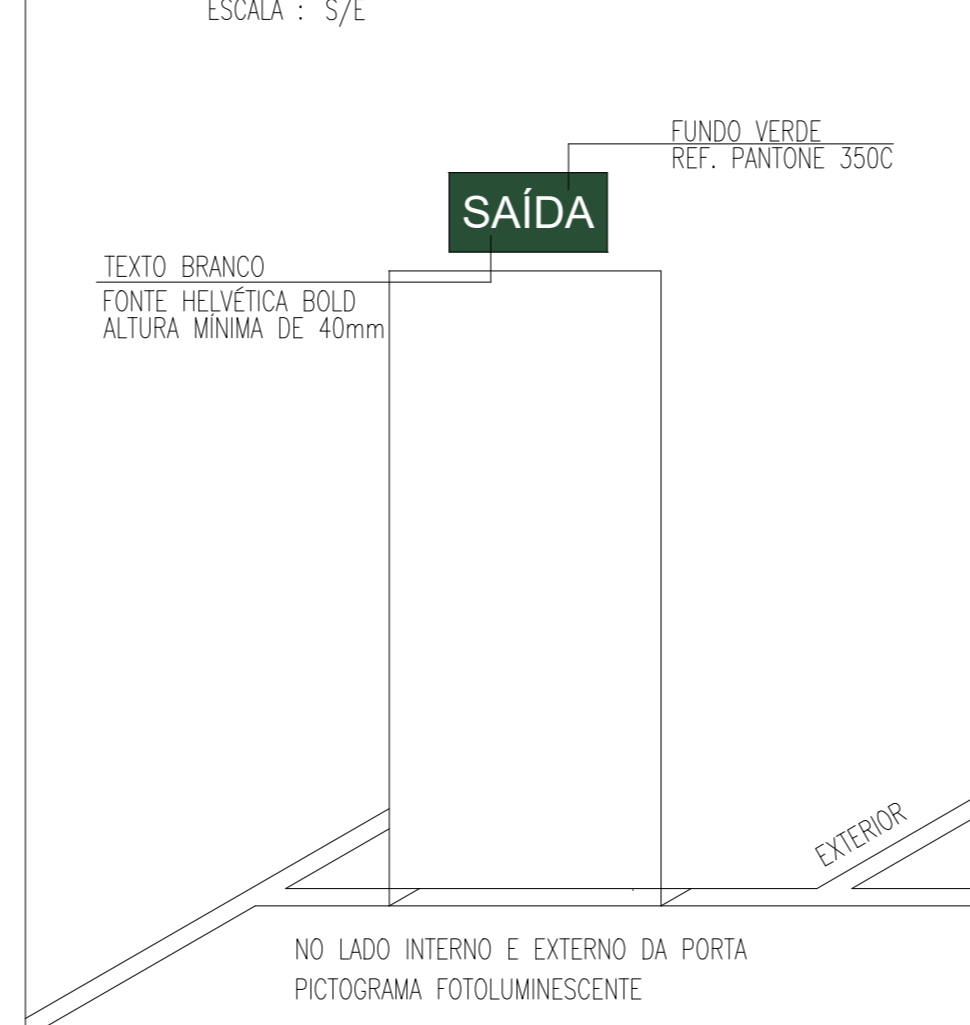 ESCALA : S/E
FUNDO VERDE
REF. PANTONE 350C
SAÍDA
TEXTO BRANCO
FONTE HELVÉTICA BOLD
ALTURA MÍNIMA DE 40mm
EXTERIOR
NO LADO INTERNO E EXTERNO DA PORTA
PICTOGRAMA FOTOLUMINESCENTE